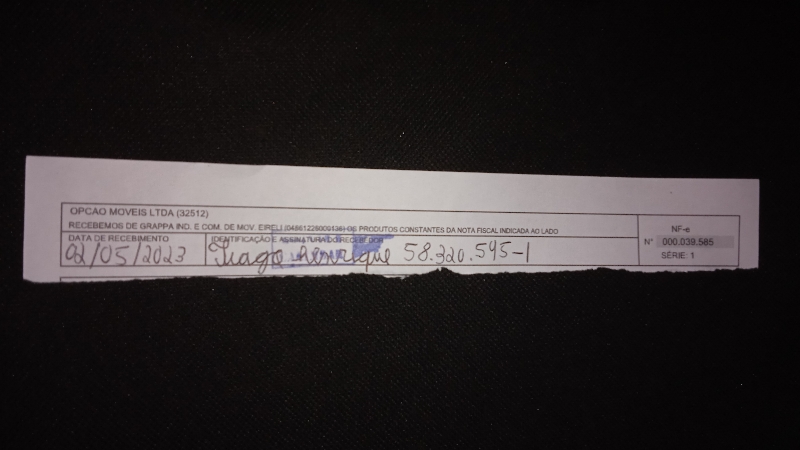 OPCAO MOVEIS LTDA (32512)
RECEBEMOS DE GRAPPA IND. E COM. DE MOV. EIRELI (04861228000136) OS PRODUTOS CONSTANTES DA NOTA FISCAL INDICADA AO LADO
DATA DE RECEBIMENTO
02/05/2023
IDENTIFICAÇÃO E ASSINATURA DO RECEBEDOR
Tiago Henrique 58.320.595-1
NF-e
N° 000.039.585
SÉRIE: 1